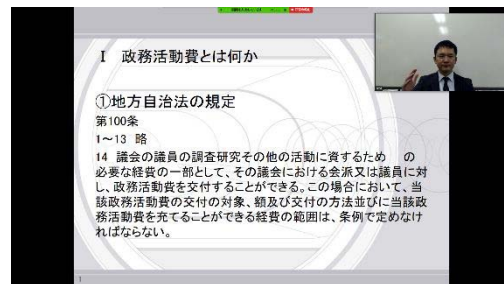 Ⅰ 政務活動費とは何か
①地方自治法の規定
第100条
1～13 略
14 議会の議員の調査研究その他の活動に資するため の
必要な経費の一部として、その議会における会派又は議員に対
し、政務活動費を交付することができる。この場合において、当
該政務活動費の交付の対象、額及び交付の方法並びに当該政
務活動費を充てることができる経費の範囲は、条例で定めなけ
ればならない。
1